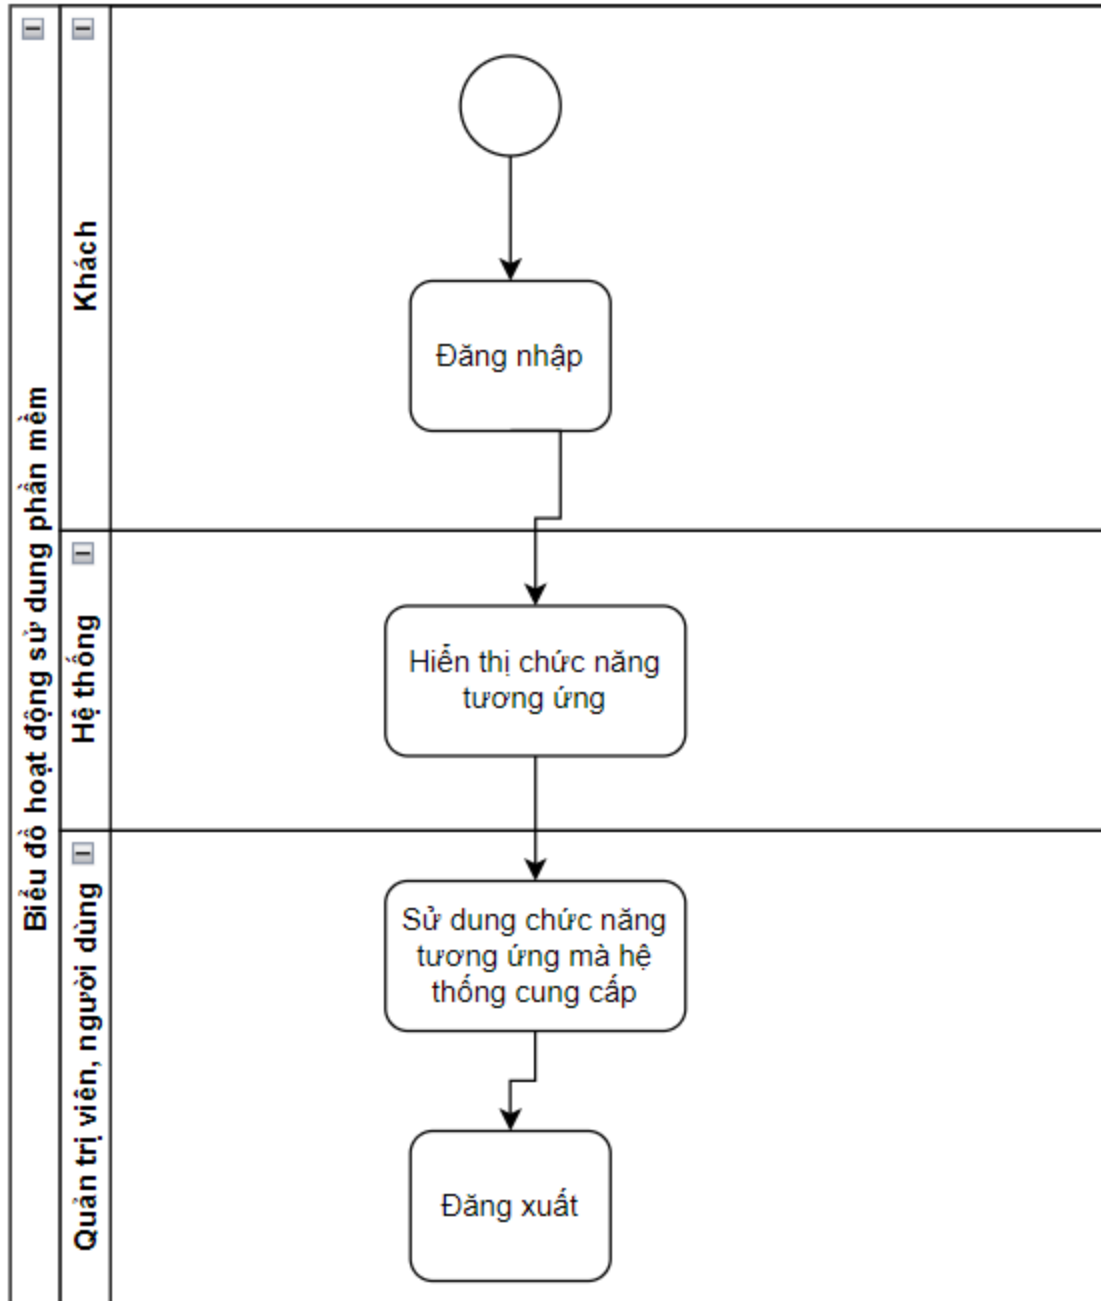 Biểu đồ hoạt động sử dung phần mềm
Khách
Đăng nhập
Hệ thống
Hiển thị chức năng
tương ứng
Quản trị viên, người dùng
Sử dung chức năng
tương ứng mà hệ
thống cung cấp
Đăng xuất